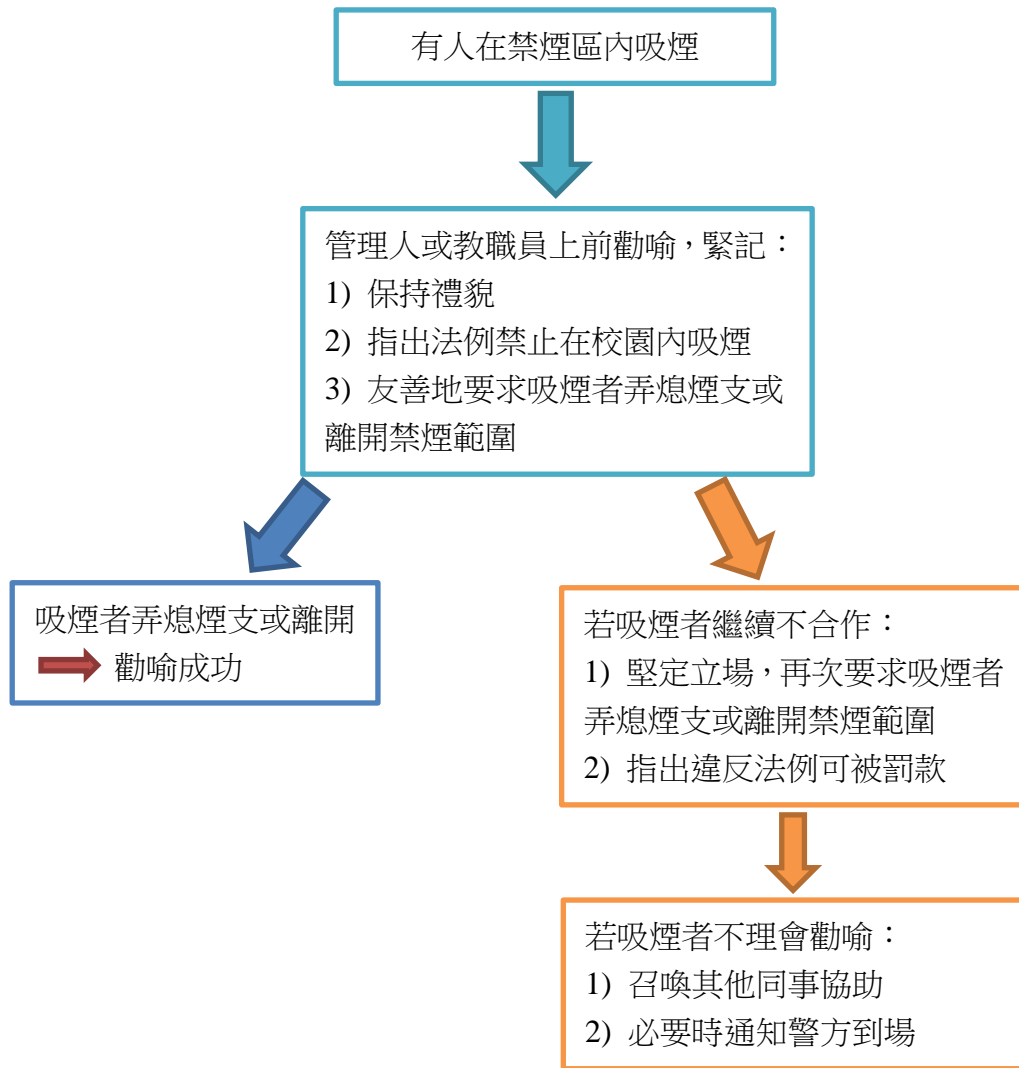 有人在禁煙區內吸煙
管理人或教職員上前勸喻，緊記：
1) 保持禮貌
2) 指出法例禁止在校園內吸煙
3) 友善地要求吸煙者弄熄煙支或
離開禁煙範圍
吸煙者弄熄煙支或離開
勸喻成功
若吸煙者繼續不合作：
1) 堅定立場，再次要求吸煙者
弄熄煙支或離開禁煙範圍
2) 指出違反法例可被罰款
若吸煙者不理會勸喻：
1) 召喚其他同事協助
2) 必要時通知警方到場